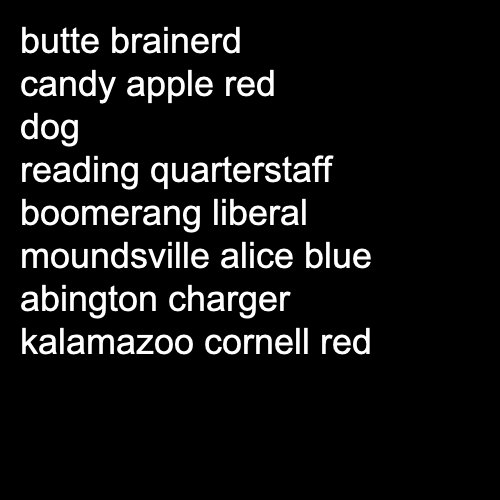 butte brainerd
candy apple red
dog
reading quarterstaff
boomerang liberal
moundsville alice blue
abington charger
kalamazoo cornell red